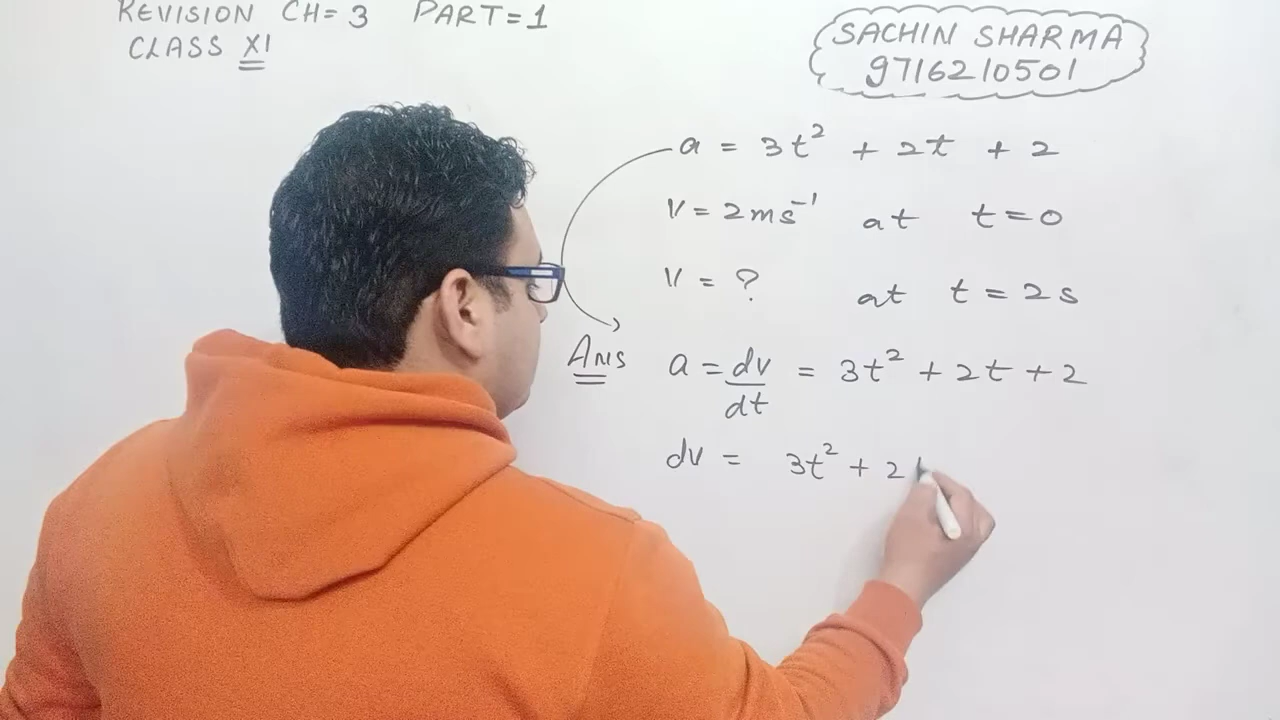 REVISION CH=3 PART=1
CLASS XI
SACHIN SHARMA
9716210501
a = 3t² + 2t + 2
V = 2ms⁻¹ at t=0
V = ? at t = 2s
Ans a = dv/dt = 3t² + 2t + 2
dv = 3t² + 2